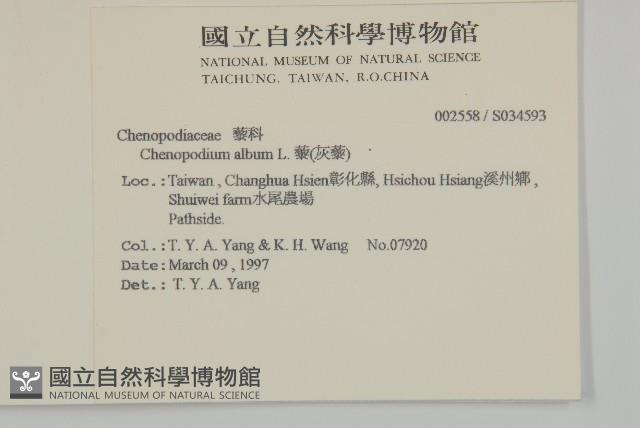 國立自然科學博物館
NATIONAL MUSEUM OF NATURAL SCIENCE
TAICHUNG, TAIWAN, R.O.CHINA
002558 / S034593
Chenopodiaceae 藜科
Chenopodium album L. 藜(灰藜)
Loc.:Taiwan , Changhua Hsien彰化縣, Hsichou Hsiang溪州鄉 ,
Shuiwei farm水尾農場
Pathside.
Col.:T. Y. A. Yang & K. H. Wang No.07920
Date:March 09 , 1997
Det.: T. Y. A. Yang
國立自然科學博物館
NATIONAL MUSEUM OF NATURAL SCIENCE